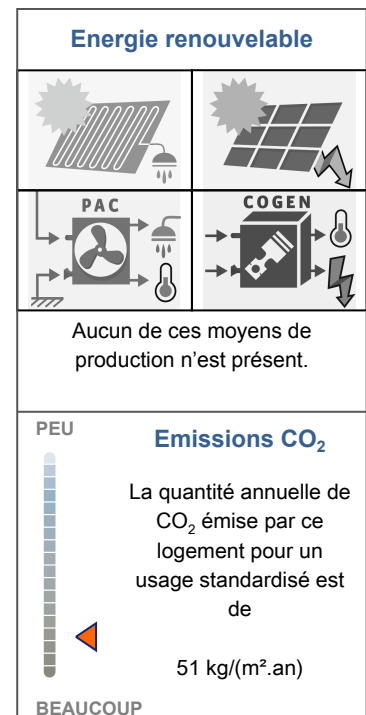 Energie renouvelable
PAC
COGEN
Aucun de ces moyens de
production n'est présent.
PEU
Emissions CO₂
La quantité annuelle de
CO₂ émise par ce
logement pour un
usage standardisé est
de
51 kg/(m².an)
BEAUCOUP